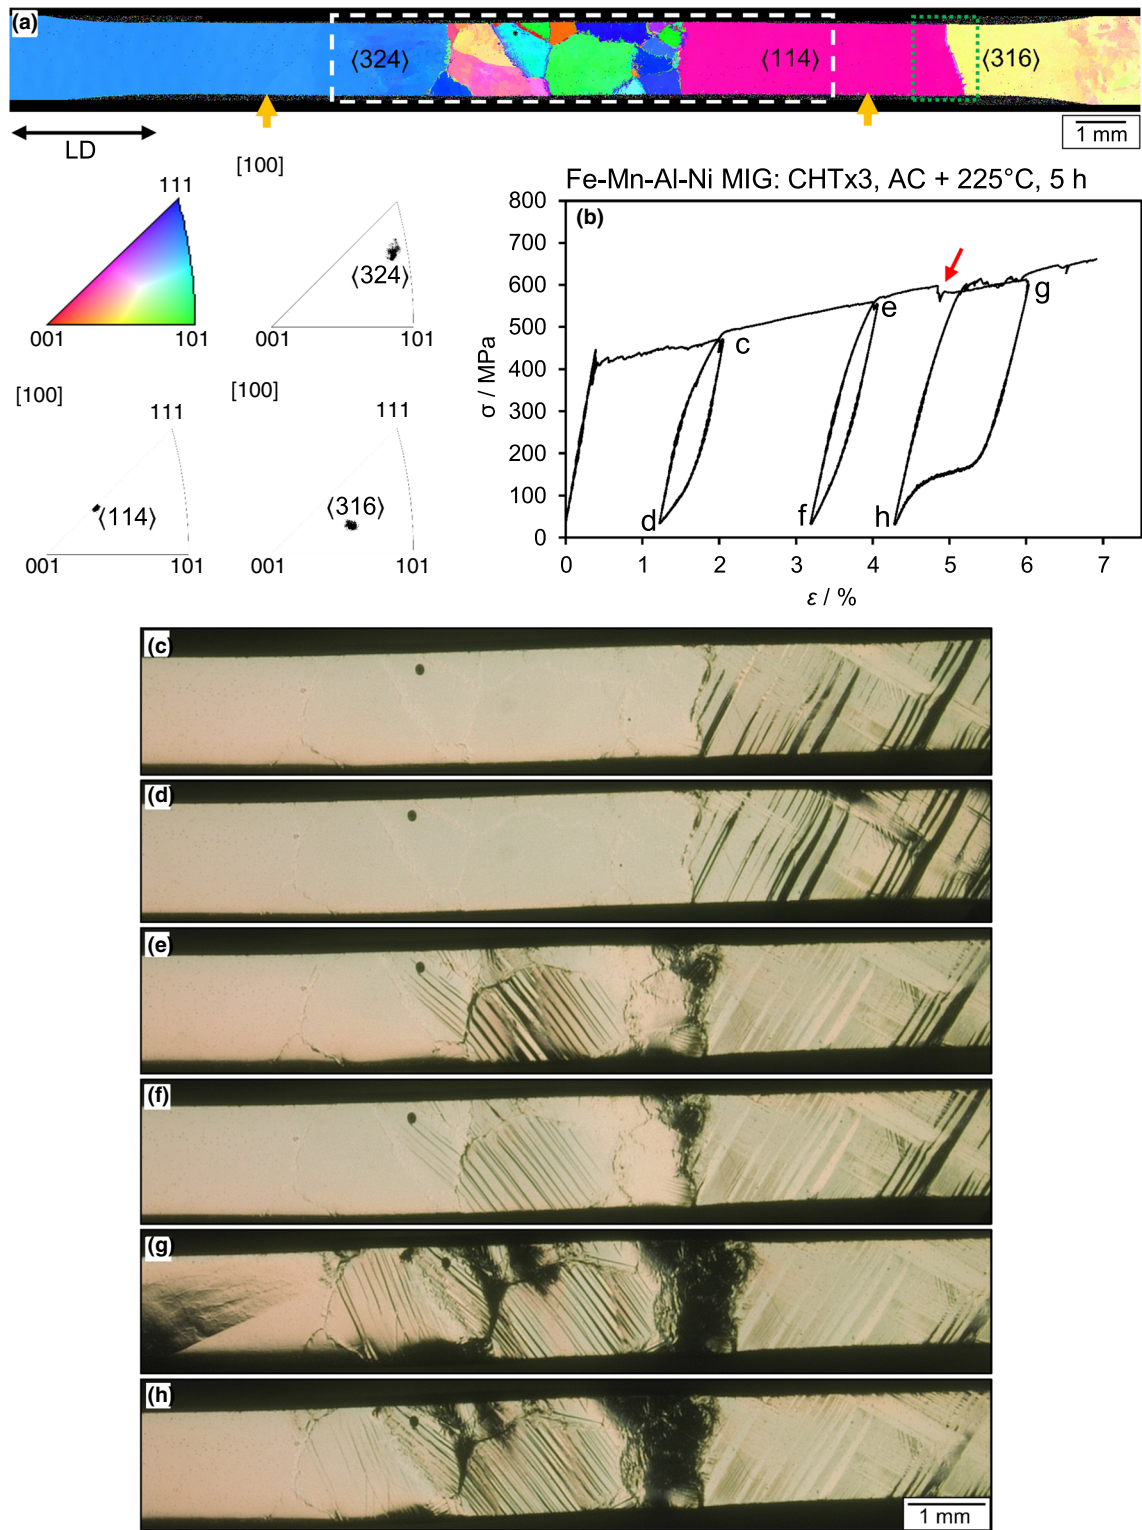 (a)
⟨324⟩
⟨114⟩
⟨316⟩
LD
1 mm
[100]
111
001
101
⟨324⟩
001
101
[100]
111
⟨114⟩
001
101
[100]
111
⟨316⟩
001
101
Fe-Mn-Al-Ni MIG: CHTx3, AC + 225°C, 5 h
(b)
800
700
600
500
400
300
200
100
0
σ / MPa
c
d
e
f
g
h
0 1 2 3 4 5 6 7
ε / %
(c)
(d)
(e)
(f)
(g)
(h)
1 mm